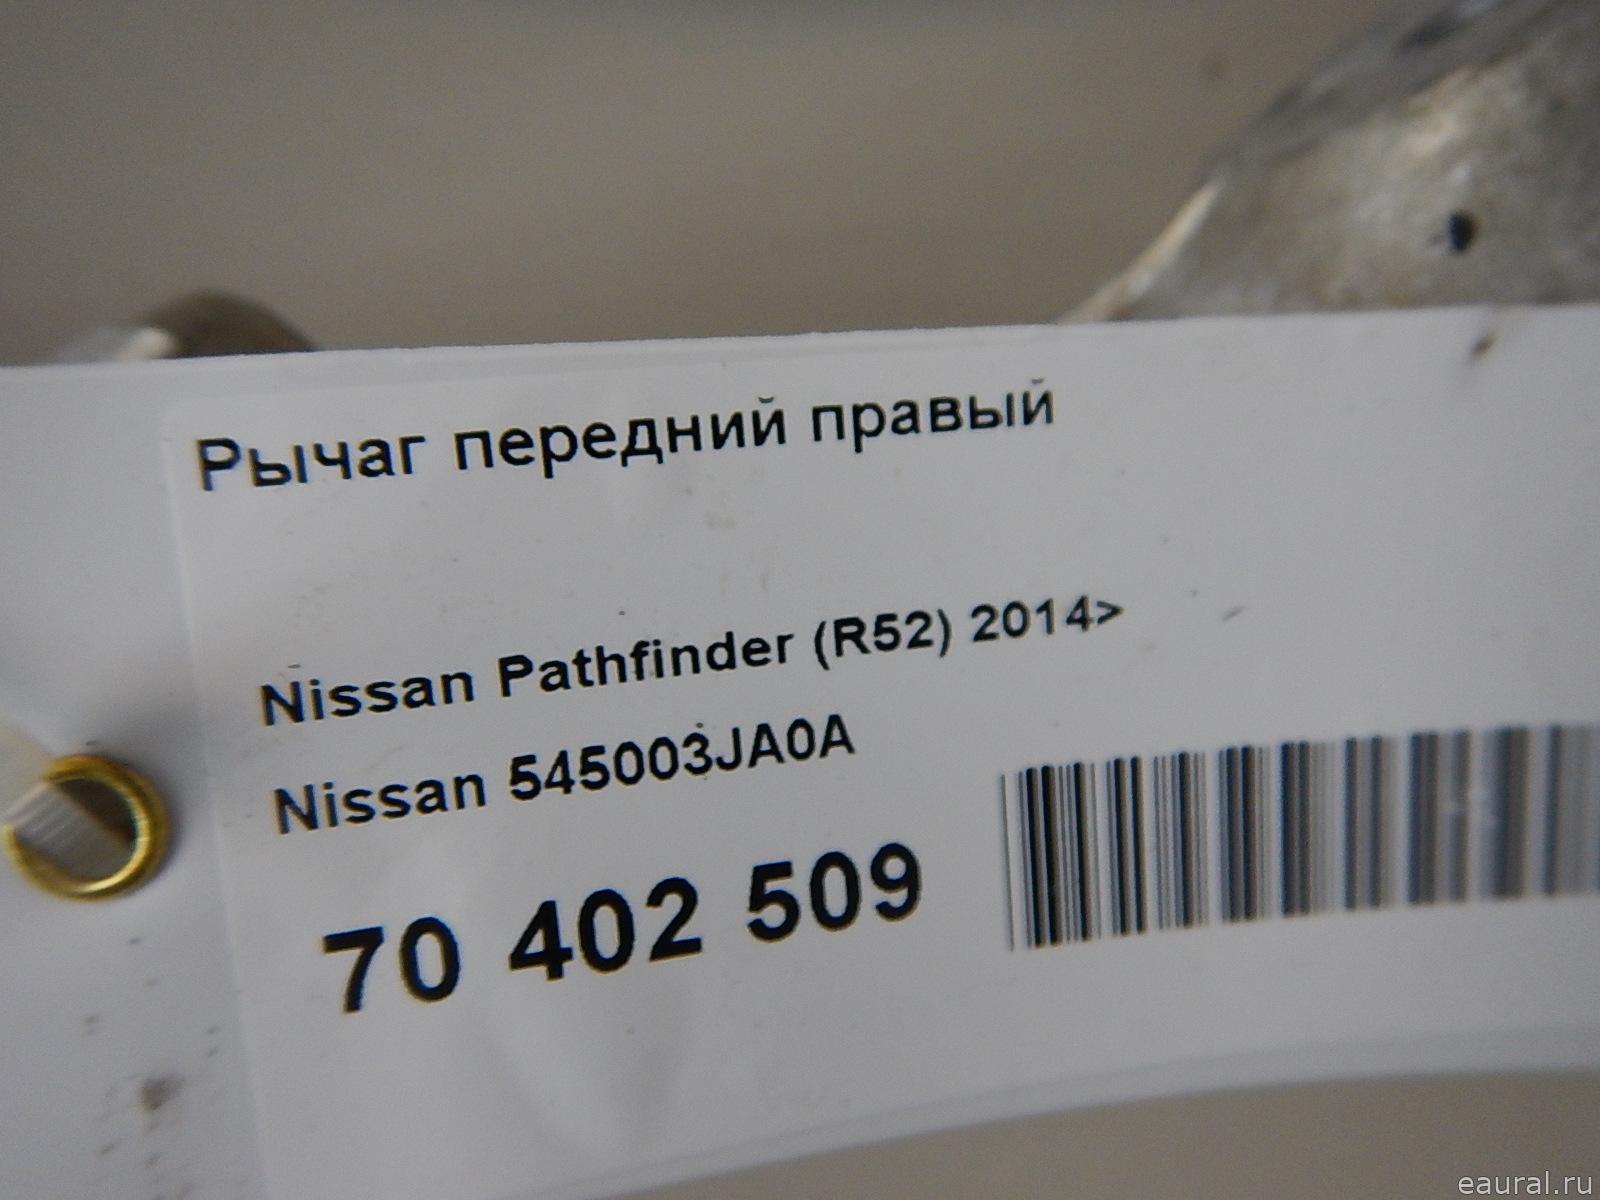 Рычаг передний правый
Nissan Pathfinder (R52) 2014>
Nissan 545003JA0A
70 402 509
eaural.ru